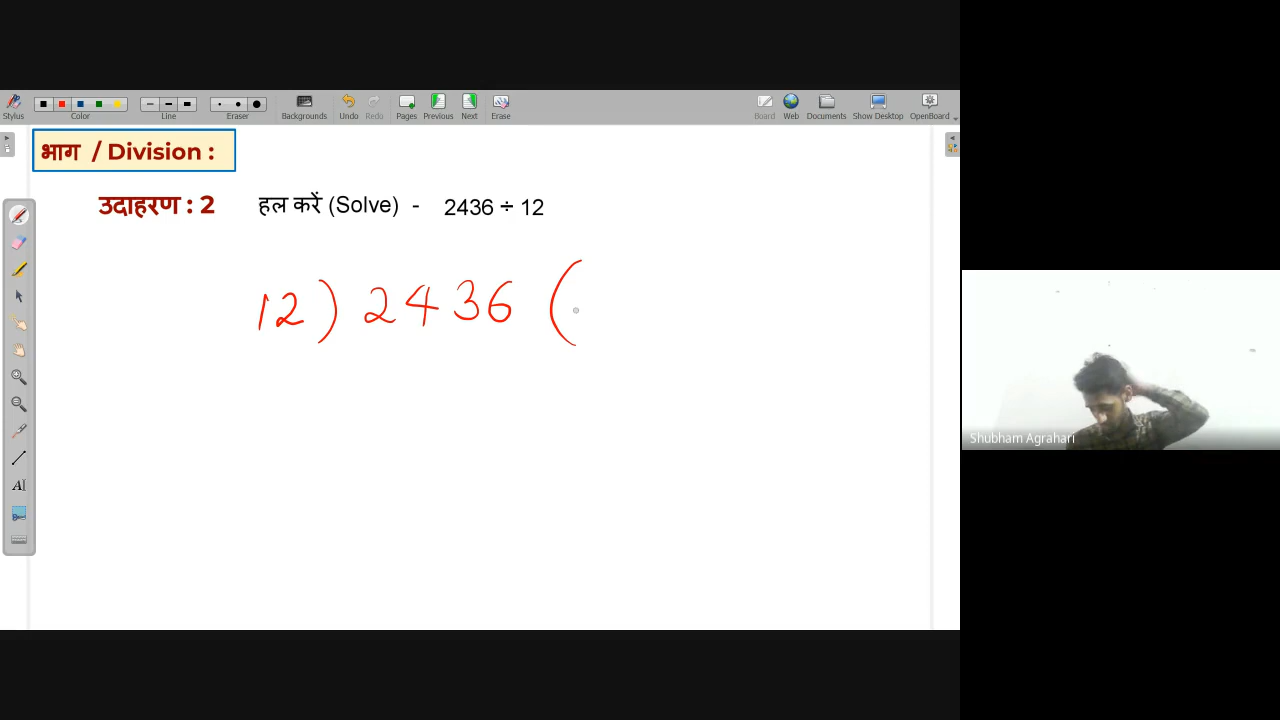 Stylus
Color
Line
Eraser
Backgrounds
Undo
Redo
Pages
Previous
Next
Erase
Board
Web
Documents
Show Desktop
OpenBoard
भाग / Division :
उदाहरण : 2 हल करें (Solve) - 2436 ÷ 12
12 ) 2436 (
Shubham Agrahari